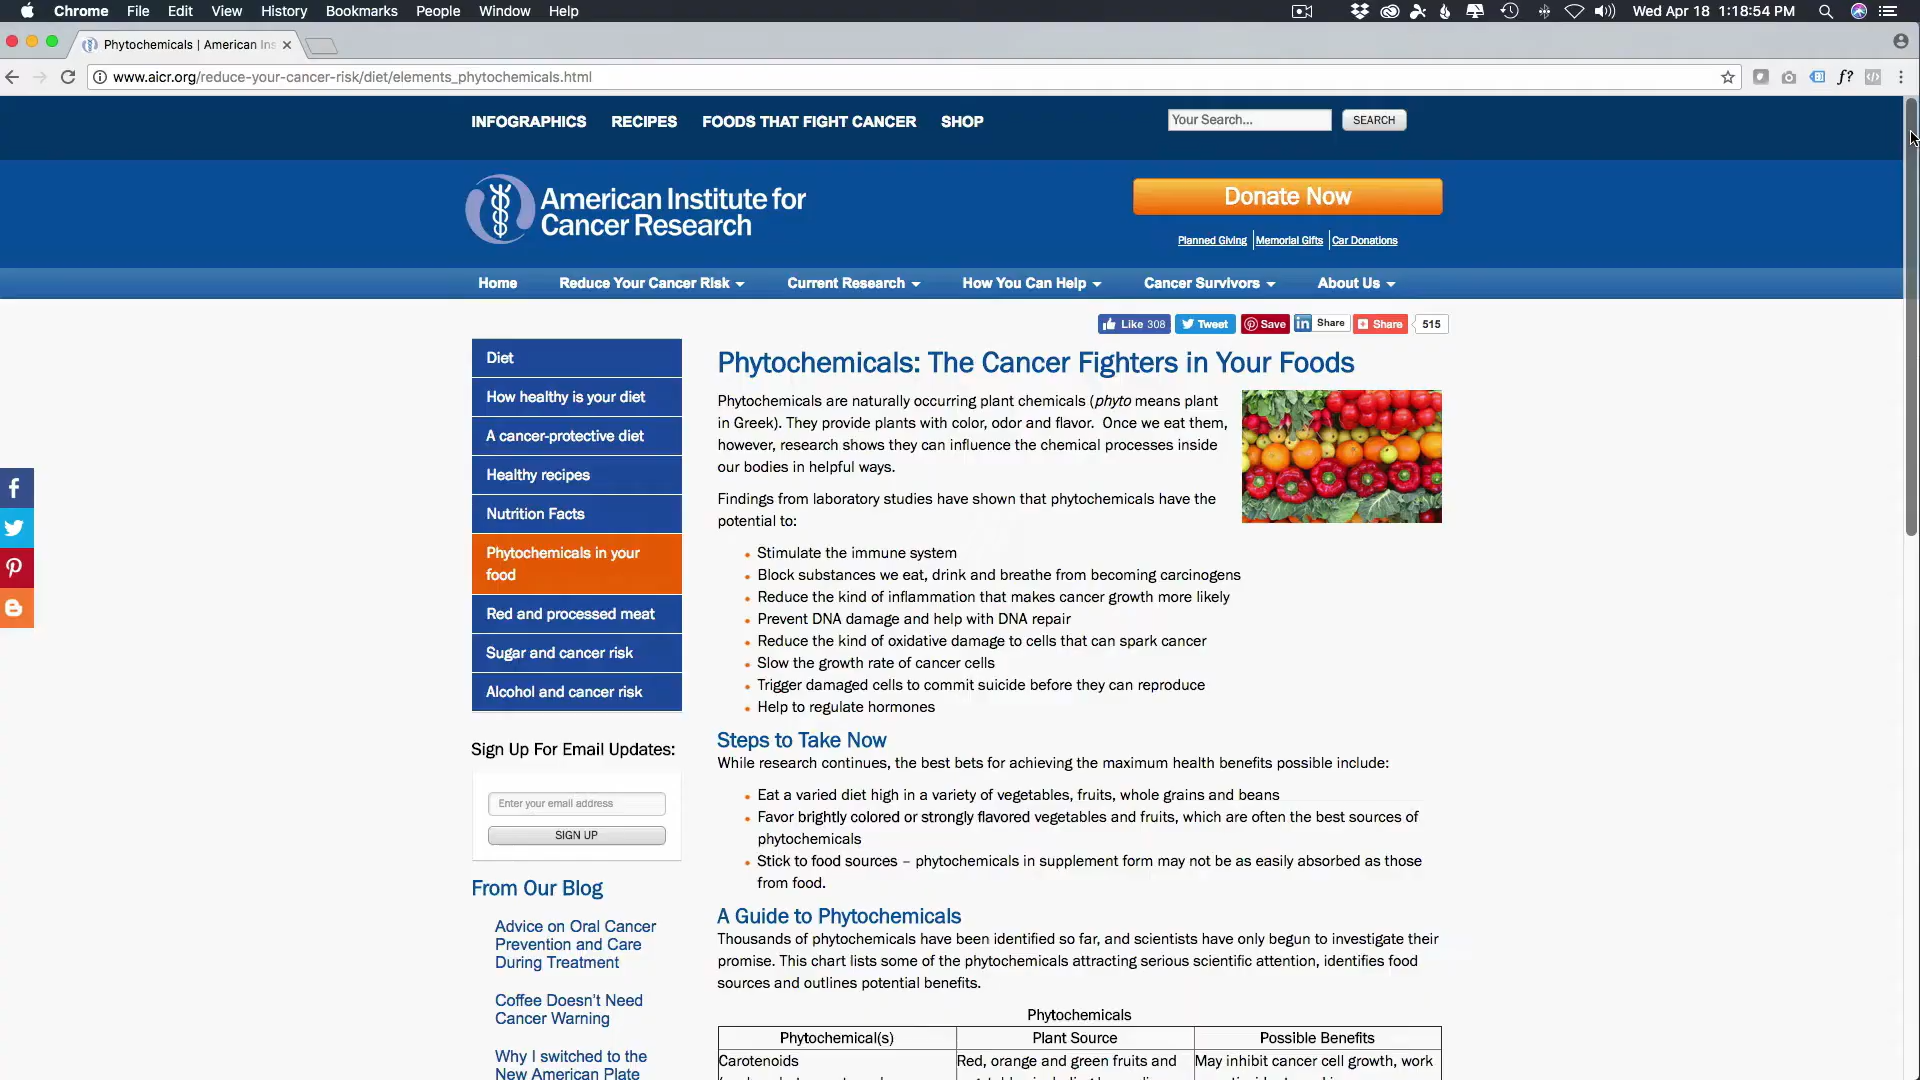 Chrome File Edit View History Bookmarks People Window Help
Wed Apr 18 1:18:54 PM
Phytochemicals | American Ins
www.aicr.org/reduce-your-cancer-risk/diet/elements_phytochemicals.html
f?
INFOGRAPHICS RECIPES FOODS THAT FIGHT CANCER SHOP
Your Search...
SEARCH
American Institute for
Cancer Research
Donate Now
Planned Giving Memorial Gifts Car Donations
Home Reduce Your Cancer Risk Current Research How You Can Help Cancer Survivors About Us
Like 308 Tweet Save in Share Share 515
Diet
How healthy is your diet
A cancer-protective diet
Healthy recipes
Nutrition Facts
Phytochemicals in your
food
Red and processed meat
Sugar and cancer risk
Alcohol and cancer risk
Sign Up For Email Updates:
Enter your email address
SIGN UP
From Our Blog
Advice on Oral Cancer
Prevention and Care
During Treatment
Coffee Doesn't Need
Cancer Warning
Why I switched to the
New American Plate
Phytochemicals: The Cancer Fighters in Your Foods
Phytochemicals are naturally occurring plant chemicals (phyto means plant
in Greek). They provide plants with color, odor and flavor. Once we eat them,
however, research shows they can influence the chemical processes inside
our bodies in helpful ways.
Findings from laboratory studies have shown that phytochemicals have the
potential to:
Stimulate the immune system
Block substances we eat, drink and breathe from becoming carcinogens
Reduce the kind of inflammation that makes cancer growth more likely
Prevent DNA damage and help with DNA repair
Reduce the kind of oxidative damage to cells that can spark cancer
Slow the growth rate of cancer cells
Trigger damaged cells to commit suicide before they can reproduce
Help to regulate hormones
Steps to Take Now
While research continues, the best bets for achieving the maximum health benefits possible include:
Eat a varied diet high in a variety of vegetables, fruits, whole grains and beans
Favor brightly colored or strongly flavored vegetables and fruits, which are often the best sources of
phytochemicals
Stick to food sources – phytochemicals in supplement form may not be as easily absorbed as those
from food.
A Guide to Phytochemicals
Thousands of phytochemicals have been identified so far, and scientists have only begun to investigate their
promise. This chart lists some of the phytochemicals attracting serious scientific attention, identifies food
sources and outlines potential benefits.
Phytochemicals
Phytochemical(s) Plant Source Possible Benefits
Carotenoids Red, orange and green fruits and May inhibit cancer cell growth, work